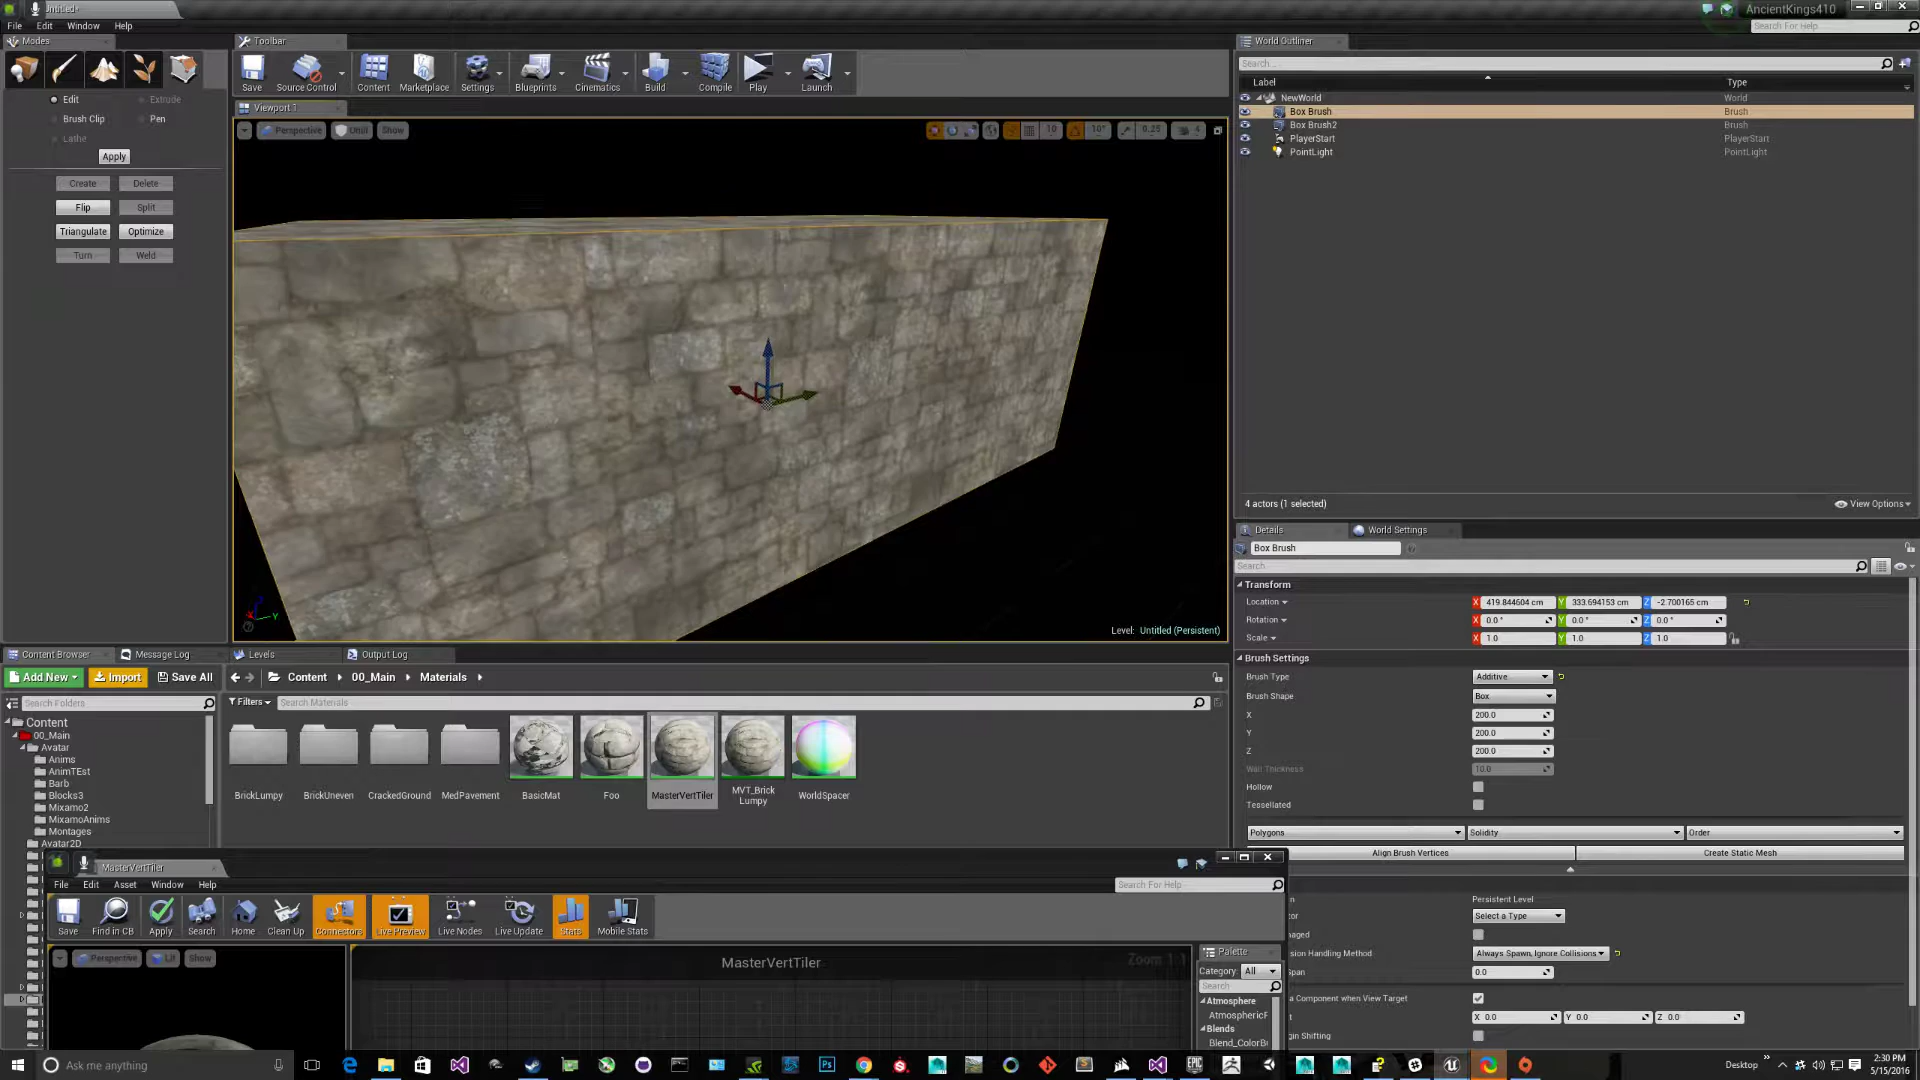 Untitled*
AncientKings410
File Edit Window Help
Search For Help
Modes
Toolbar
World Outliner
Save
Source Control
Content
Marketplace
Settings
Blueprints
Cinematics
Build
Compile
Play
Launch
Search...
Label
Type
Edit
Extrude
Brush Clip
Pen
Lathe
Apply
Create
Delete
Flip
Split
Triangulate
Optimize
Turn
Weld
Viewport 1
Perspective
Unlit
Show
10
10°
0.25
4
NewWorld
World
Box Brush
Brush
Box Brush2
Brush
PlayerStart
PlayerStart
PointLight
PointLight
4 actors (1 selected)
View Options
Level: Untitled (Persistent)
Details
World Settings
Box Brush
Search
Transform
Location
X 419.844604 cm
Y 333.694153 cm
Z -2.700165 cm
Rotation
X 0.0 °
Y 0.0 °
Z 0.0 °
Scale
X 1.0
Y 1.0
Z 1.0
Brush Settings
Brush Type
Additive
Brush Shape
Box
X
200.0
Y
200.0
Z
200.0
Wall Thickness
10.0
Hollow
Tessellated
Polygons
Solidity
Order
Align Brush Vertices
Create Static Mesh
Persistent Level
Select a Type
Always Spawn, Ignore Collisions
0.0
a Component when View Target
X 0.0
Y 0.0
Z 0.0
Content Browser
Message Log
Levels
Output Log
Add New
Import
Save All
Content
00_Main
Materials
Search Folders
Filters
Search Materials
Content
00_Main
Avatar
Anims
AnimTEst
Barb
Blocks3
Mixamo2
MixamoAnims
Montages
Avatar2D
BrickLumpy
BrickUneven
CrackedGround
MedPavement
BasicMat
Foo
MasterVertTiler
MVT_Brick
Lumpy
WorldSpacer
MasterVertTiler
File Edit Asset Window Help
Search For Help
Save
Find in CB
Apply
Search
Home
Clean Up
Connectors
Live Preview
Live Nodes
Live Update
Stats
Mobile Stats
Perspective
Lit
Show
MasterVertTiler
Zoom 1:1
Palette
Category: All
Search
Atmosphere
Blends
Ask me anything
Desktop
2:30 PM
5/15/2016